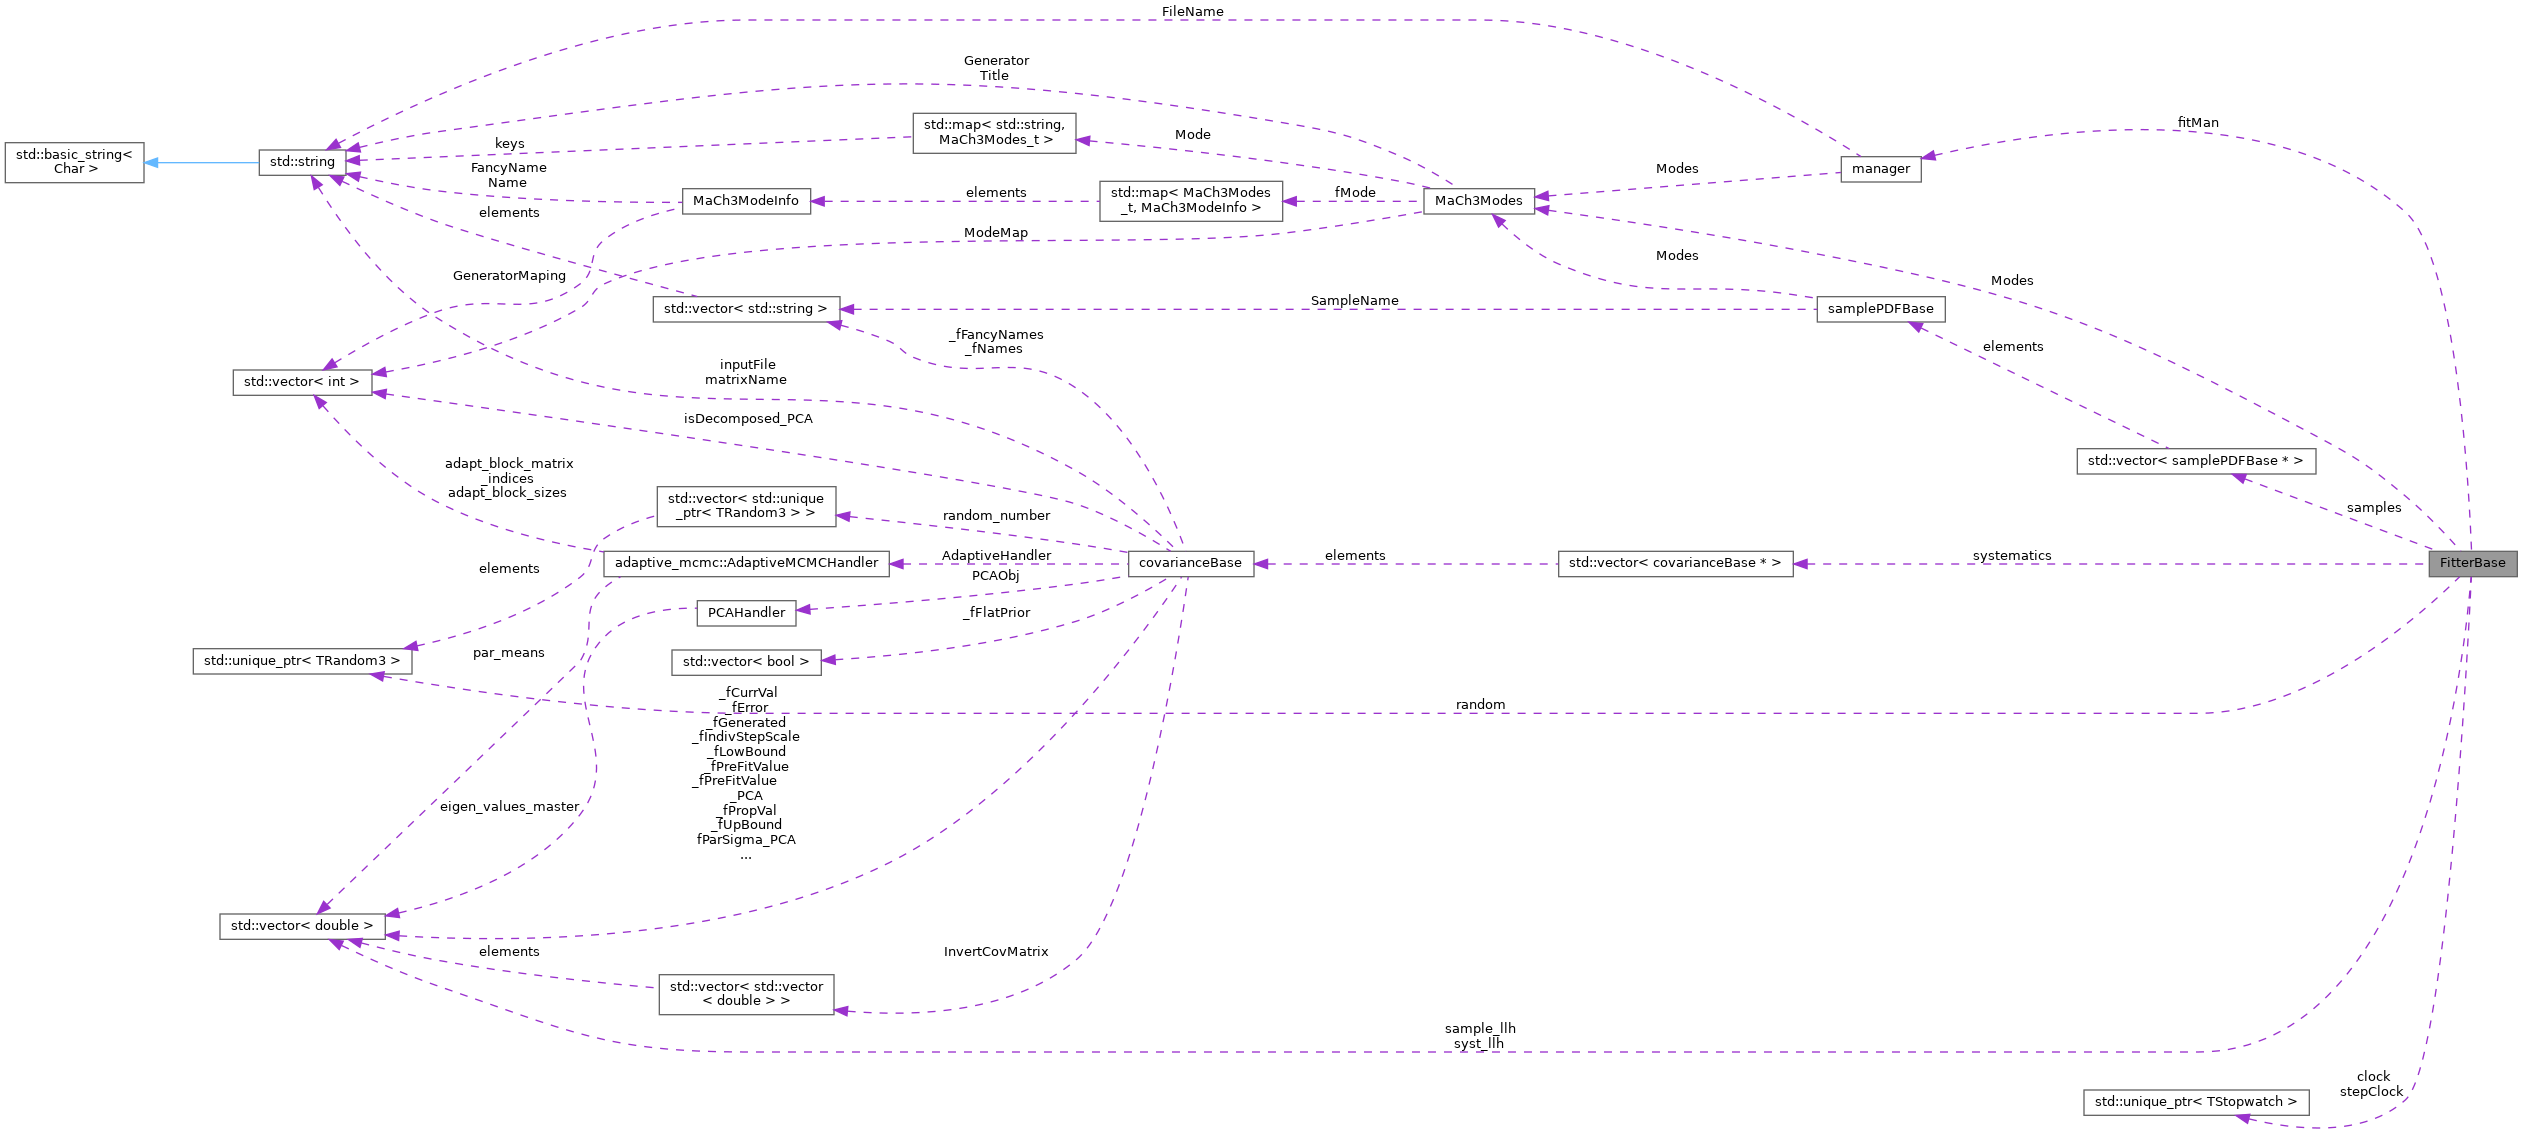 FileName
Generator
Title
std::map< std::string,
MaCh3Modes_t >
Mode
fitMan
std::basic_string<
Char >
std::string
keys
FancyName
Name
elements
MaCh3ModeInfo
elements
std::map< MaCh3Modes
_t, MaCh3ModeInfo >
fMode
MaCh3Modes
Modes
manager
ModeMap
GeneratorMaping
Modes
Modes
std::vector< std::string >
SampleName
samplePDFBase
_fFancyNames
_fNames
elements
inputFile
matrixName
std::vector< int >
isDecomposed_PCA
adapt_block_matrix
_indices
adapt_block_sizes
std::vector< samplePDFBase * >
samples
std::vector< std::unique
_ptr< TRandom3 > >
random_number
elements
adaptive_mcmc::AdaptiveMCMCHandler
AdaptiveHandler
PCAObj
covarianceBase
elements
std::vector< covarianceBase * >
systematics
FitterBase
PCAHandler
_fFlatPrior
std::unique_ptr< TRandom3 >
par_means
std::vector< bool >
random
_fCurrVal
_fError
_fGenerated
_fIndivStepScale
_fLowBound
_fPreFitValue
_fPreFitValue
_PCA
_fPropVal
_fUpBound
fParSigma_PCA
...
eigen_values_master
std::vector< double >
elements
InvertCovMatrix
std::vector< std::vector
< double > >
sample_llh
syst_llh
clock
stepClock
std::unique_ptr< TStopwatch >